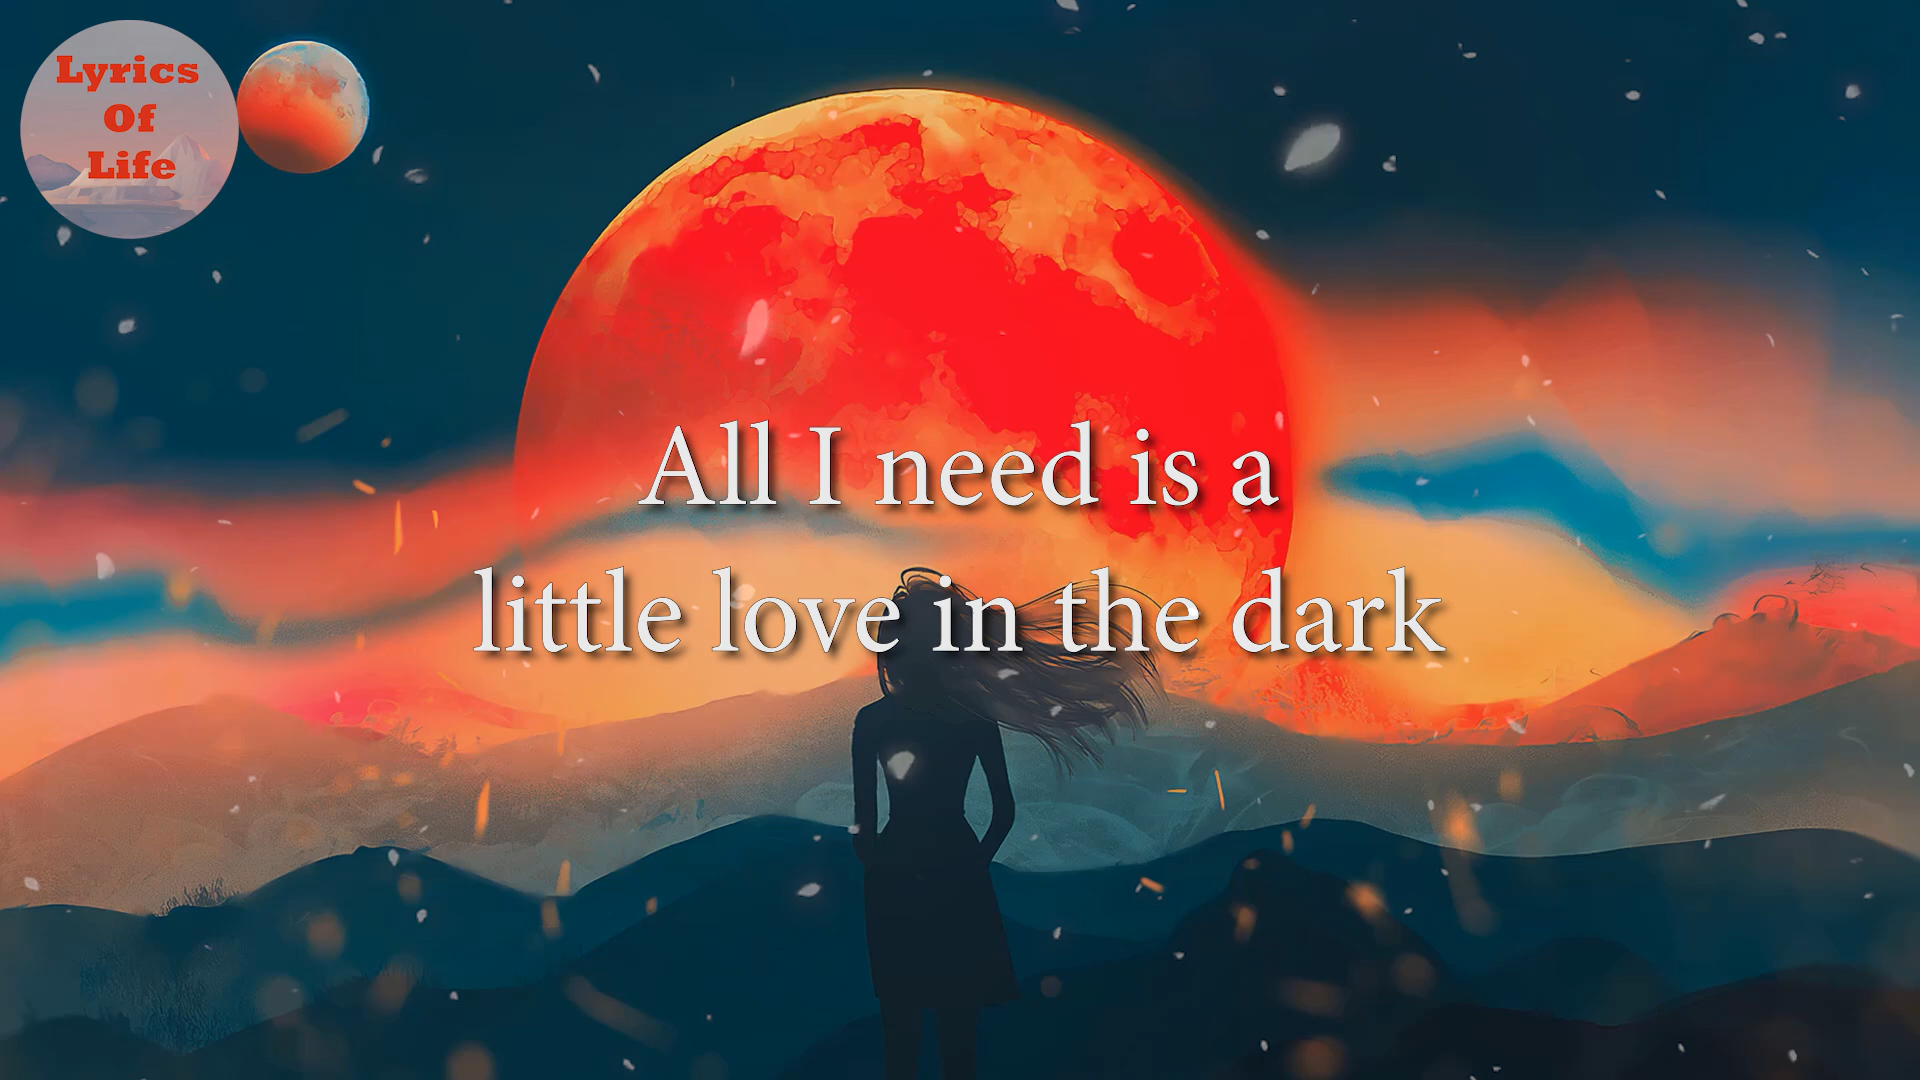 Lyrics
Of
Life
All I need is a
little love in the dark